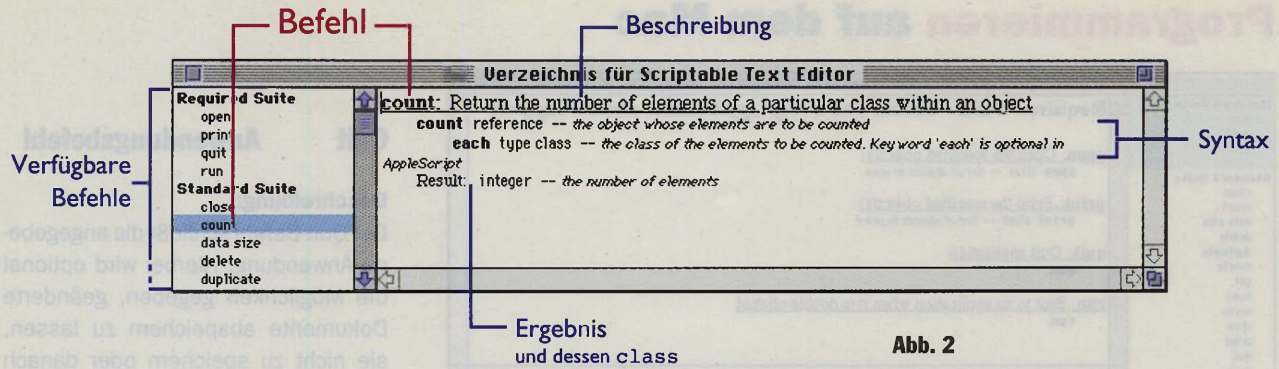 Befehl
Beschreibung
Verzeichnis für Scriptable Text Editor
Required Suite
open
print
quit
run
Standard Suite
close
count
data size
delete
duplicate
count: Return the number of elements of a particular class within an object
count reference -- the object whose elements are to be counted
each type class -- the class of the elements to be counted. Keyword 'each' is optional in
AppleScript
Result: integer -- the number of elements
Verfügbare
Befehle
Syntax
Ergebnis
und dessen class
Abb. 2